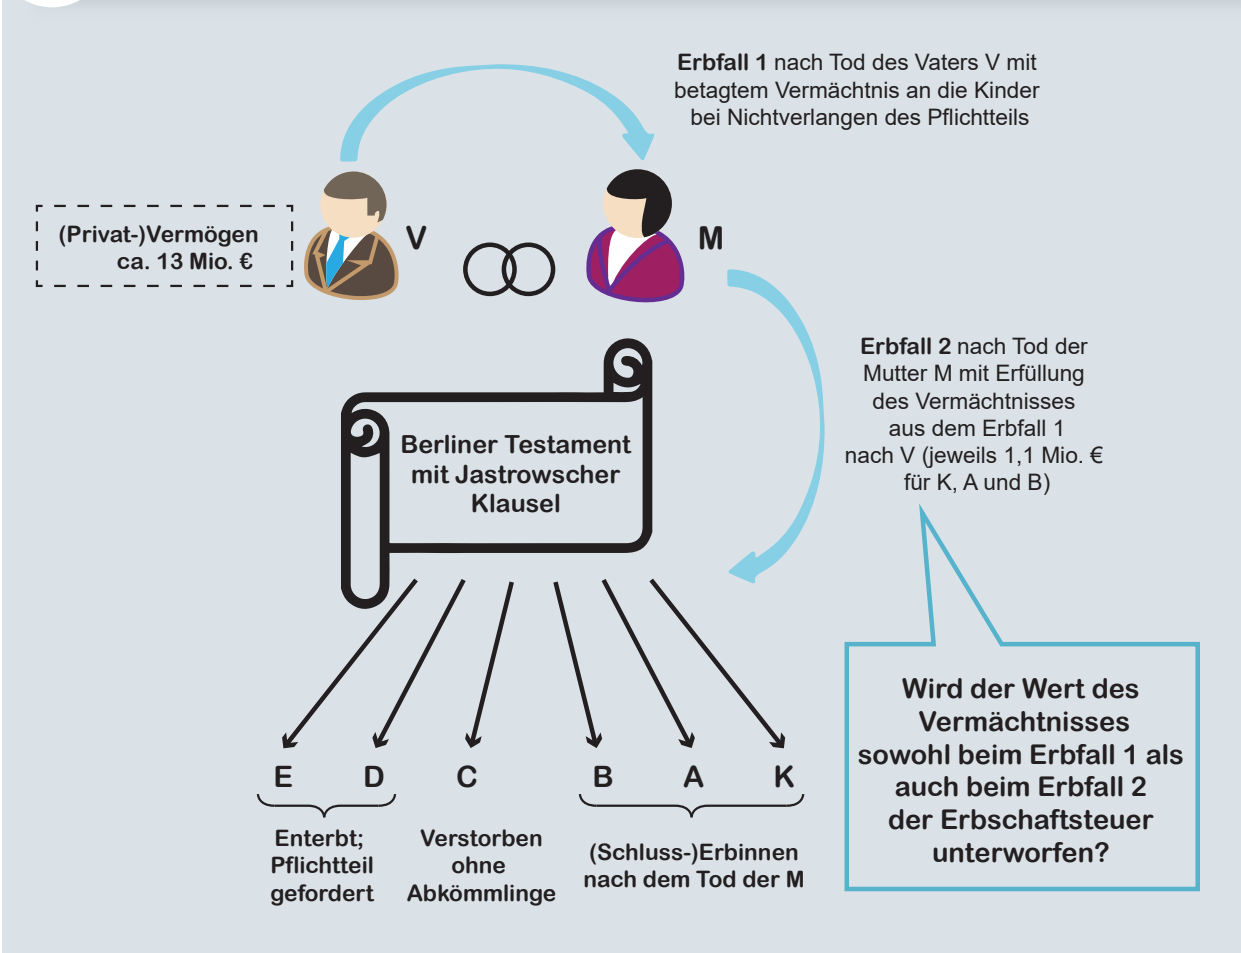 Erbfall 1 nach Tod des Vaters V mit
betagtem Vermächtnis an die Kinder
bei Nichtverlangen des Pflichtteils
(Privat-)Vermögen
ca. 13 Mio. €
V
M
Erbfall 2 nach Tod der
Mutter M mit Erfüllung
des Vermächtnisses
aus dem Erbfall 1
nach V (jeweils 1,1 Mio. €
für K, A und B)
Berliner Testament
mit Jastrowscher
Klausel
E
D
C
B
A
K
Enterbt;
Pflichtteil
gefordert
Verstorben
ohne
Abkömmlinge
(Schluss-)Erbinnen
nach dem Tod der M
Wird der Wert des
Vermächtnisses
sowohl beim Erbfall 1 als
auch beim Erbfall 2
der Erbschaftsteuer
unterworfen?